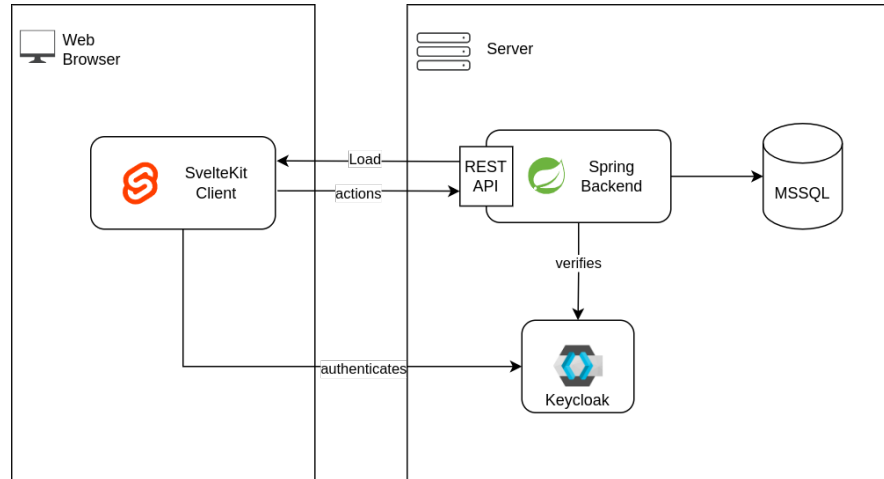 Web
Browser
Server
SvelteKit
Client
Load
actions
REST
API
Spring
Backend
MSSQL
verifies
authenticates
Keycloak